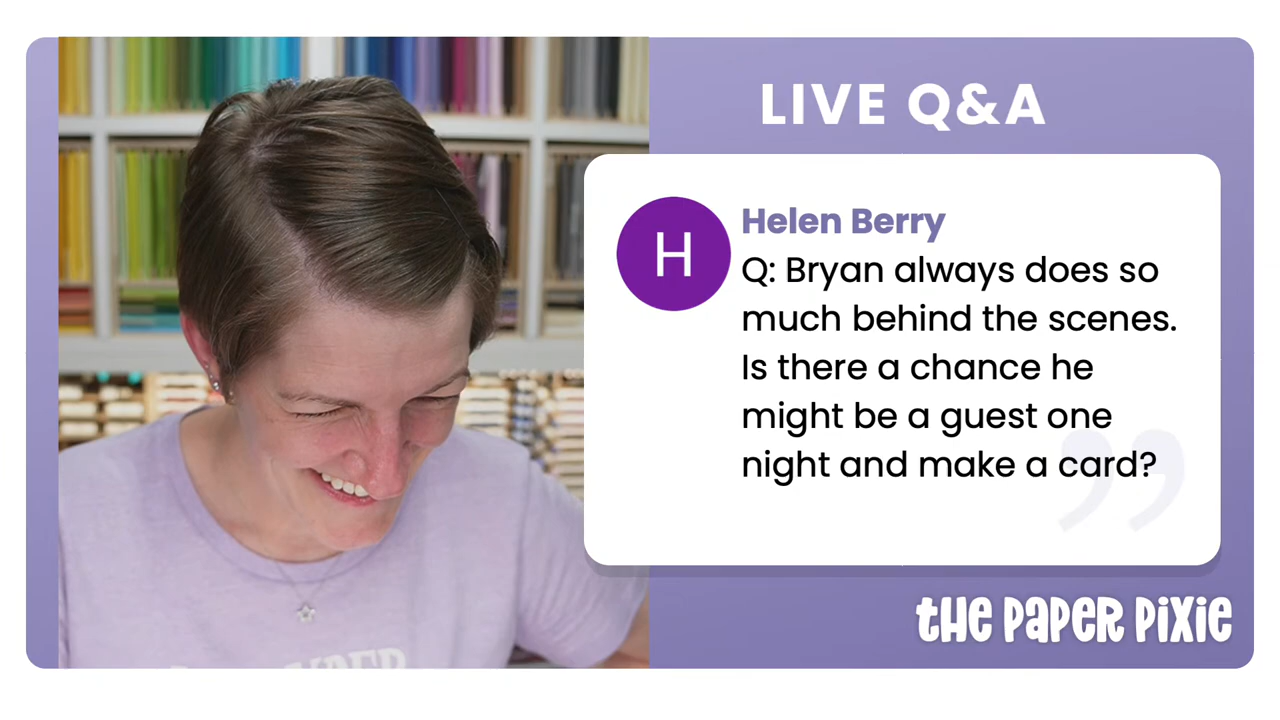 LIVE Q&A
H
Helen Berry
Q: Bryan always does so
much behind the scenes.
Is there a chance he
might be a guest one
night and make a card?
the PAPER PiXiE